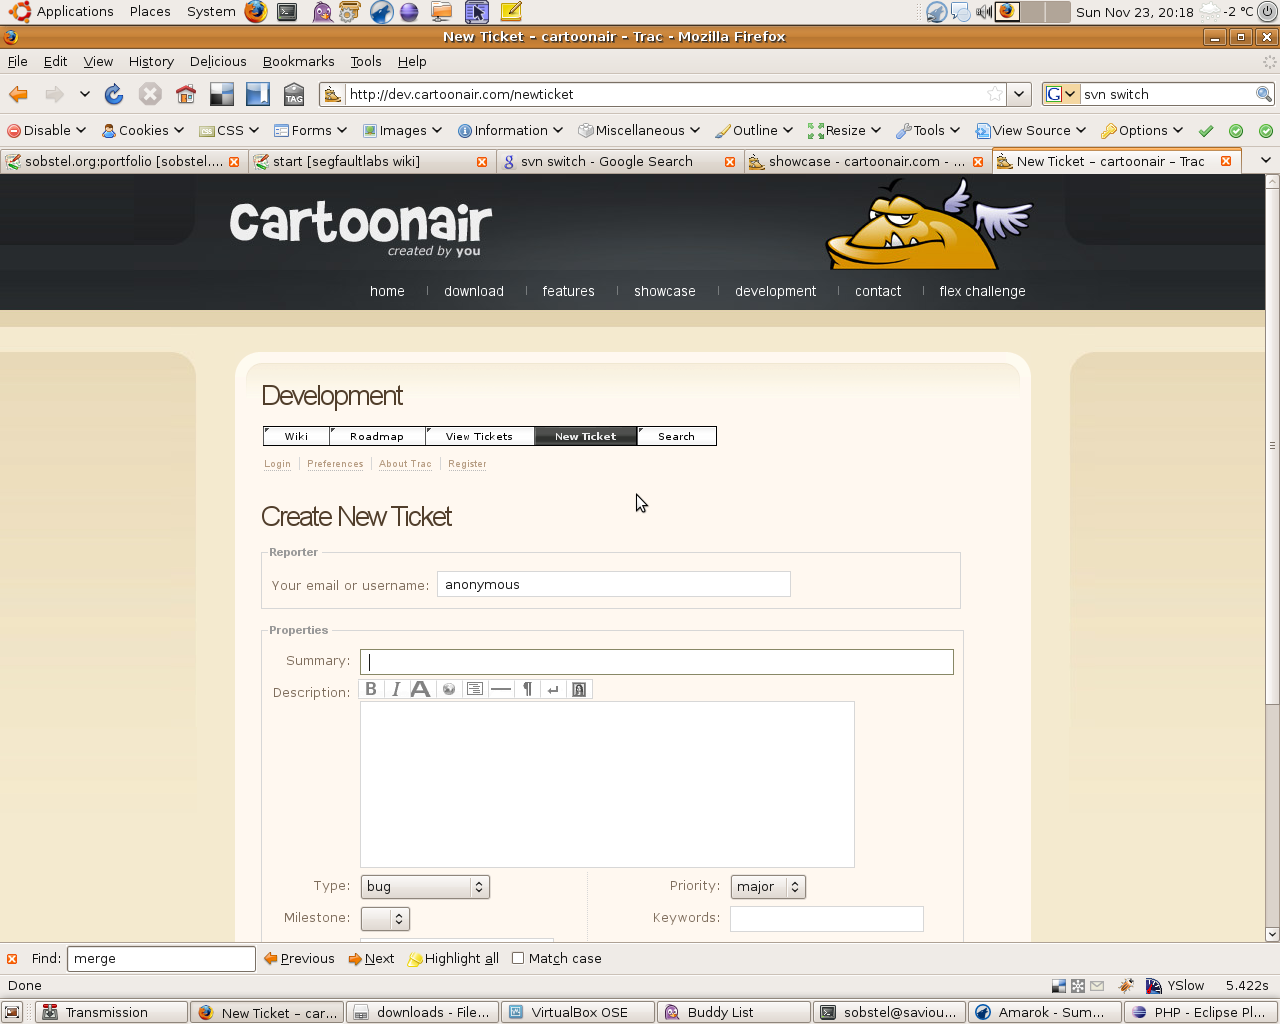 Applications Places System Sun Nov 23, 20:18 -2 °C
New Ticket - cartoonair - Trac - Mozilla Firefox
File Edit View History Delicious Bookmarks Tools Help
TAG http://dev.cartoonair.com/newticket G svn switch
Disable Cookies CSS Forms Images Information Miscellaneous Outline Resize Tools View Source Options
sobstel.org:portfolio [sobstel.... start [segfaultlabs wiki] svn switch - Google Search showcase - cartoonair.com - ... New Ticket - cartoonair - Trac
cartoonair
created by you
home download features showcase development contact flex challenge
Development
Wiki Roadmap View Tickets New Ticket Search
Login Preferences About Trac Register
Create New Ticket
Reporter
Your email or username: anonymous
Properties
Summary:
Description: B I A ¶
Type: bug Priority: major
Milestone: Keywords:
Find: merge Previous Next Highlight all Match case
Done YSlow 5.422s
Transmission New Ticket - car... downloads - File... VirtualBox OSE Buddy List sobstel@saviou... Amarok - Sum... PHP - Eclipse Pl...